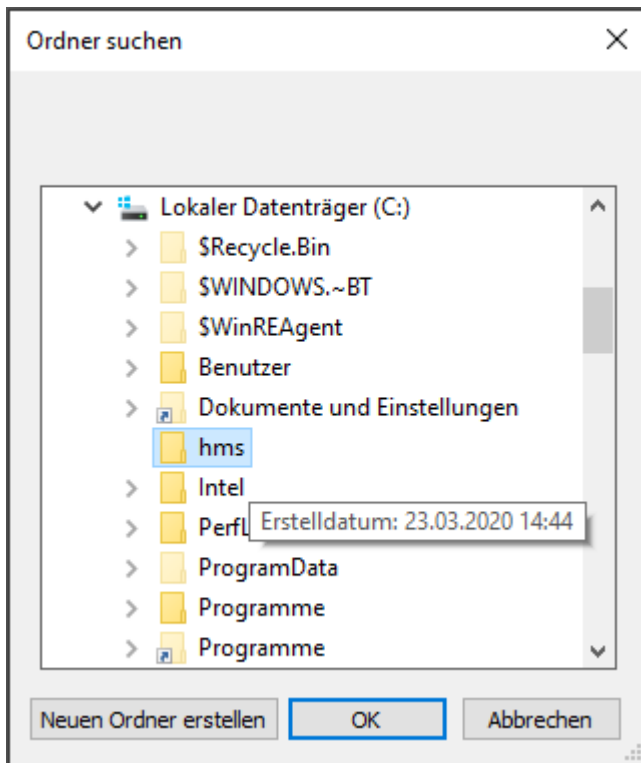 Ordner suchen
Lokaler Datenträger (C:)
$Recycle.Bin
$WINDOWS.~BT
$WinREAgent
Benutzer
Dokumente und Einstellungen
hms
Intel
Erstelldatum: 23.03.2020 14:44
ProgramData
Programme
Programme
Neuen Ordner erstellen
OK
Abbrechen